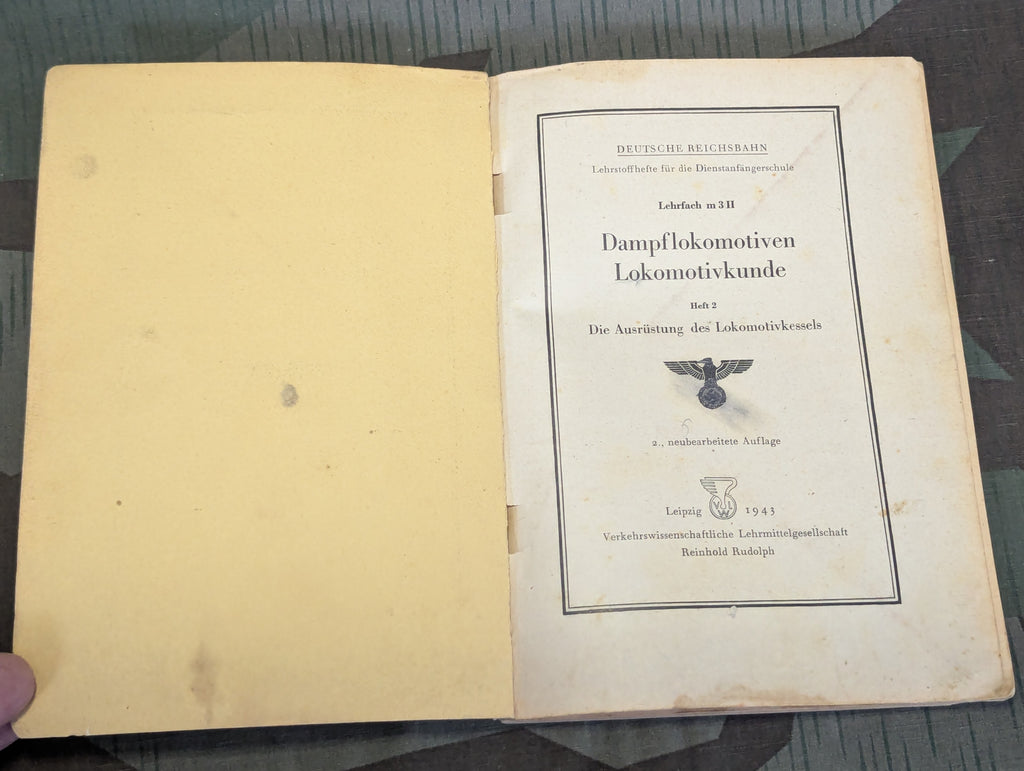 DEUTSCHE REICHSBAHN
Lehrstoffhefte für die Dienstanfängerschule
Lehrfach m 3 II
Dampflokomotiven
Lokomotivkunde
Heft 2
Die Ausrüstung des Lokomotivkessels
2., neubearbeitete Auflage
Leipzig VWL 1943
Verkehrswissenschaftliche Lehrmittelgesellschaft
Reinhold Rudolph